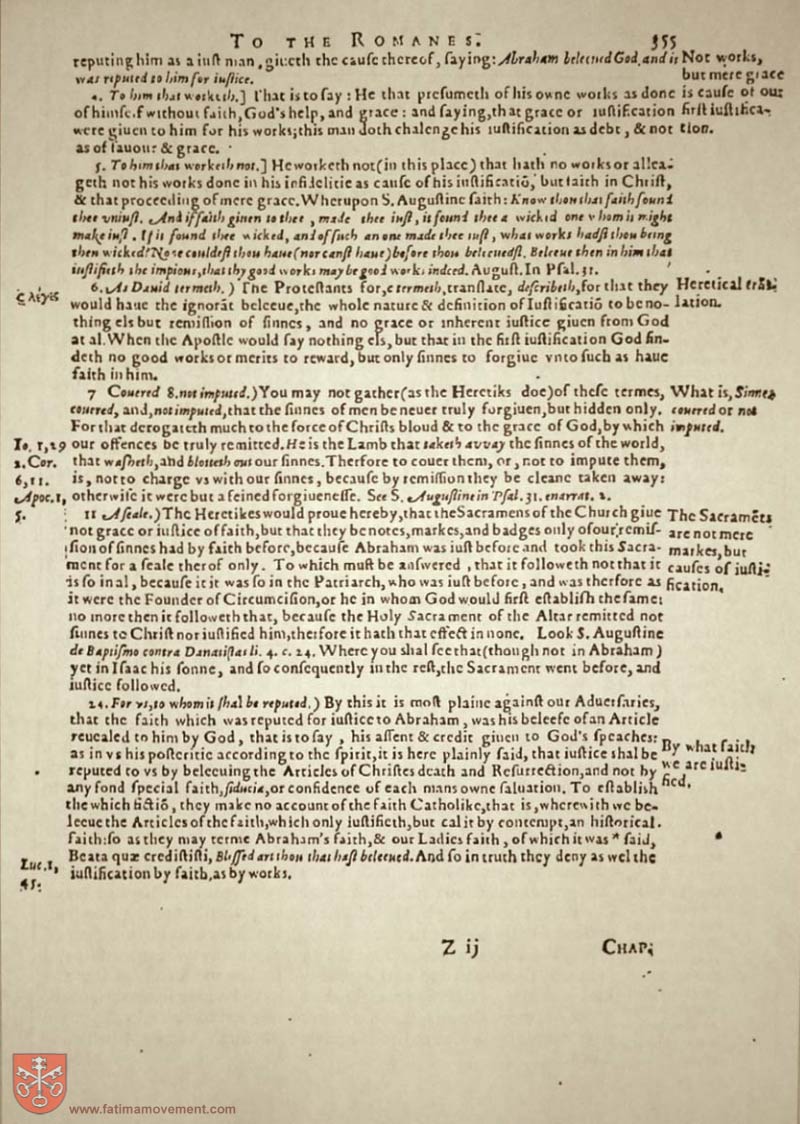 TO THE ROMANES. 355
reputing him as a iuſt man, giueth the cauſe thereof, ſaying: Abraham beleeued God, and it
was reputed to him for iuſtice.
Not works,
but mere grace
is cauſe of our
firſt iuſtifica-
tion.
4. To him that worketh.] That is to ſay: He that preſumeth of his owne works as done
of himſelf without faith, God's help, and grace: and ſaying, that grace or iuſtification
were giuen to him for his works; this man doth chalenge his iuſtification as debt, & not
as of fauour & grace.
5. To him that worketh not.] He worketh not (in this place) that hath no works or allea-
geth not his works done in his infidelitie as cauſe of his iuſtificatiō, but faith in Chriſt,
& that proceeding of mere grace. Wherupon S. Auguſtine ſaith: Know thou that faith found
thee vniuſt. And if faith giuen to thee, made thee iuſt, it found thee a wicked one vvhom it might
make iuſt. If it found thee wicked, and of ſuch an one made thee iuſt, what works hadſt thou being
then wicked? None couldeſt thou haue (nor canſt haue) before thou beleeuedſt. Beleeue then in him that
iuſtifieth the impious, that thy good works may be good works indeed. Auguſt. In Pſal. 31.
6. As Dauid termeth.) The Proteſtants for, termeth, tranſlate, deſcribeth, for that they
would haue the ignorāt beleeue, the whole nature & definition of Iuſtificatiō to be no-
thing els but remiſſion of ſinnes, and no grace or inherent iuſtice giuen from God
at al. When the Apoſtle would ſay nothing els, but that in the firſt iuſtification God fin-
deth no good works or merits to reward, but only ſinnes to forgiue vnto ſuch as haue
faith in him.
ϛ λέγει
Heretical trāſ-
lation.
7 Couered 8. not imputed.) You may not gather (as the Heretiks doe) of theſe termes,
couered, and, not imputed, that the ſinnes of men be neuer truly forgiuen, but hidden only.
For that derogateth much to the force of Chriſts bloud & to the grace of God, by which
our offences be truly remitted. He is the Lamb that taketh avvay the ſinnes of the world,
that waſheth, and blotteth out our ſinnes. Therfore to couer them, or, not to impute them,
is, not to charge vs with our ſinnes, becauſe by remiſſion they be cleane taken away:
otherwiſe it were but a feined forgiueneſſe. See S. Auguſtine in Pſal. 31. enarrat. 2.
What is, Sinnes
couered or not
imputed.
Io. 1, 29
1. Cor.
6, 11.
Apoc. 1,
5.
11 A ſeale.) The Heretikes would proue hereby, that the Sacramens of the Church giue
not grace or iuſtice of faith, but that they be notes, markes, and badges only of our remiſ-
ſion of ſinnes had by faith before, becauſe Abraham was iuſt before and took this Sacra-
ment for a ſeale therof only. To which muſt be anſwered, that it followeth not that it
is ſo in al, becauſe it it was ſo in the Patriarch, vvho was iuſt before, and was therfore as
it were the Founder of Circumciſion, or he in whom God would firſt eſtabliſh the ſame:
no more then it followeth that, becauſe the Holy Sacrament of the Altar remitted not
ſinnes to Chriſt nor iuſtified him, therfore it hath that effect in none. Look S. Auguſtine
de Baptiſmo contra Danatiſtas li. 4. c. 24. Where you shal ſee that (though not in Abraham)
yet in Iſaac his ſonne, and ſo conſequently in the reſt, the Sacrament went before, and
iuſtice followed.
The Sacramēts
are not mere
markes, but
cauſes of iuſti-
fication.
24. For vs, to whom it ſhal be reputed.) By this it is moſt plaine againſt our Aduerſaries,
that the faith which was reputed for iuſtice to Abraham, was his beleefe of an Article
reuealed to him by God, that is to ſay, his aſſent & credit giuen to God's ſpeaches:
as in vs his poſteritie according to the ſpirit, it is here plainly ſaid, that iuſtice shal be
reputed to vs by beleeuing the Articles of Chriſtes death and Reſurrection, and not by
any fond ſpecial faith, fiducia, or confidence of each mans owne ſaluation. To eſtabliſh
the which fictiō, they make no account of the faith Catholike, that is, wherewith we be-
leeue the Articles of the faith, which only iuſtifieth, but cal it by contempt, an hiſtorical.
faith: ſo as they may terme Abraham's faith, & our Ladies faith, of which it was * ſaid,
Beata quæ credidiſti, Bleſſed art thou that haſt beleeued. And ſo in truth they deny as wel the
iuſtification by faith, as by works.
By what faith
we are iuſti-
fied.
Luc. 1,
45.
Z ij CHAP.
www.fatimamovement.com